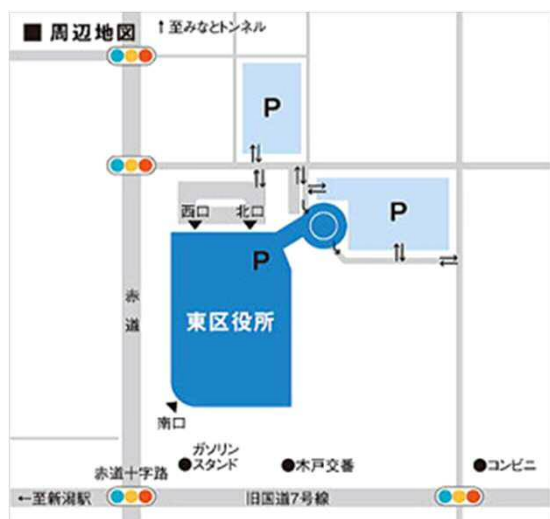 ■ 周辺地図
↑至みなとトンネル
P
P
西口
北口
P
赤道
東区役所
南口
ガソリン
スタンド
木戸交番
コンビニ
赤道十字路
←至新潟駅
旧国道7号線